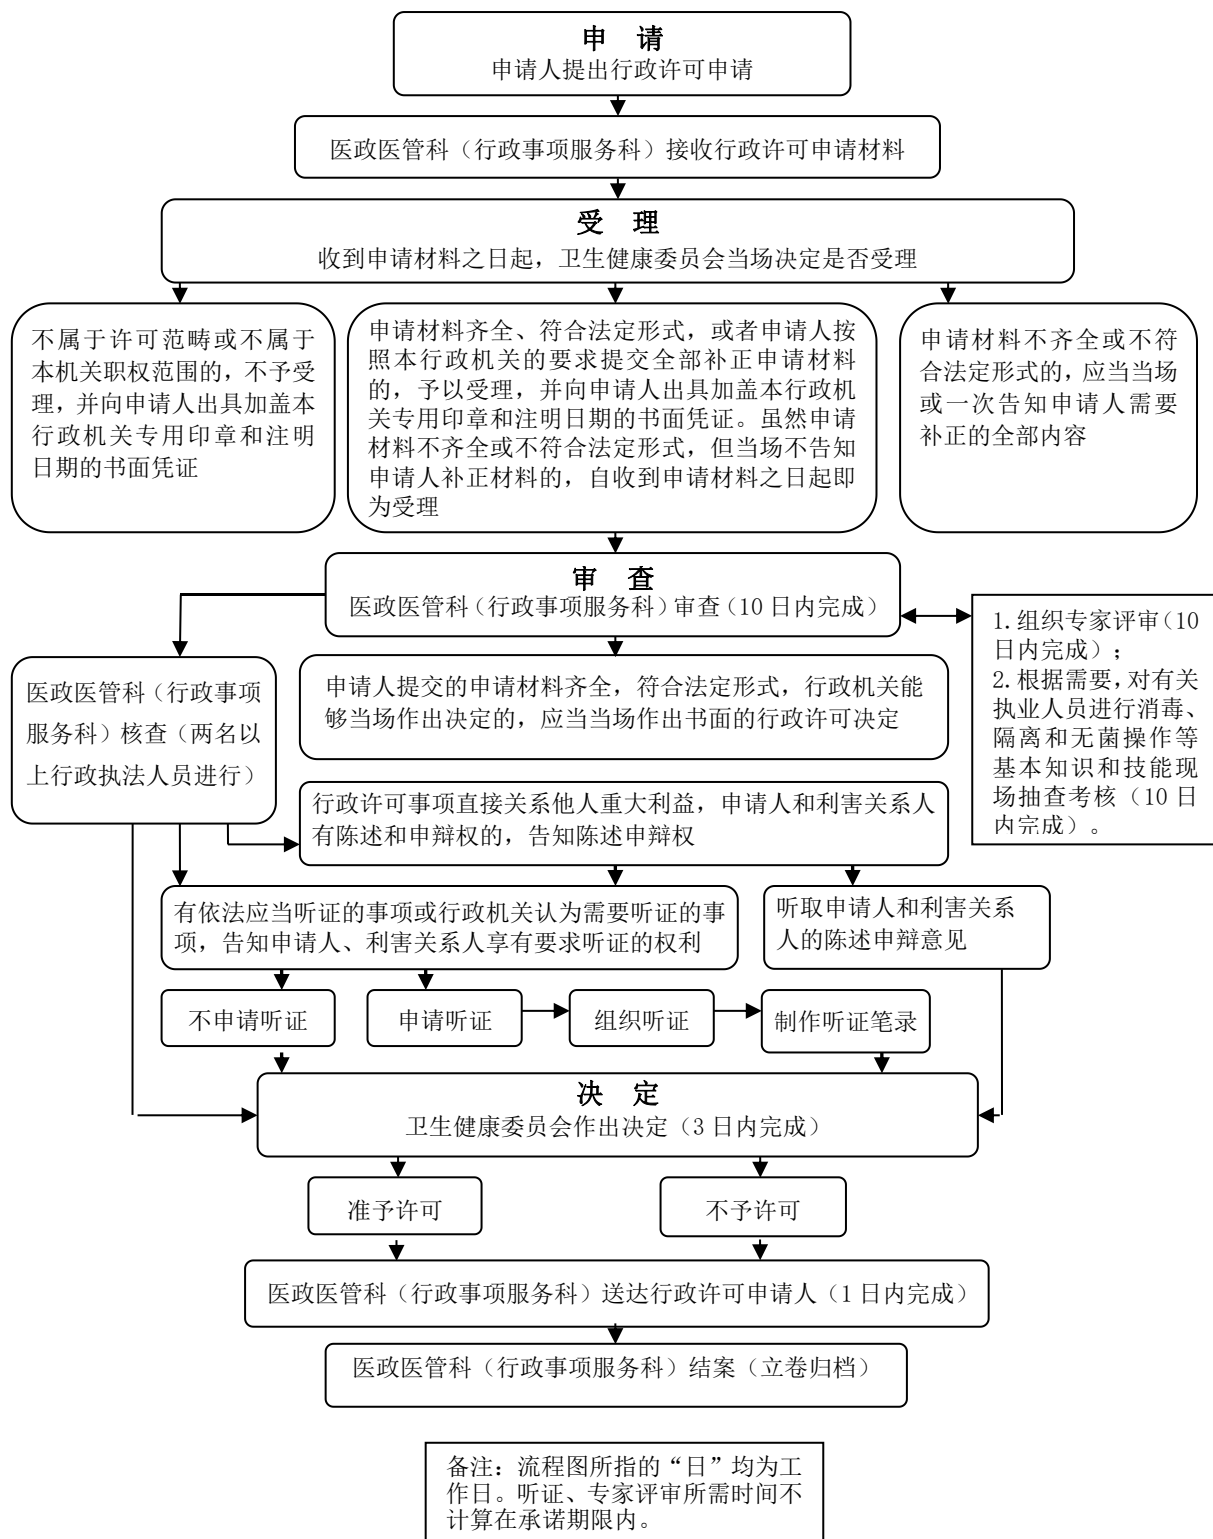 申 请
申请人提出行政许可申请
医政医管科（行政事项服务科）接收行政许可申请材料
受 理
收到申请材料之日起，卫生健康委员会当场决定是否受理
不属于许可范畴或不属于
本机关职权范围的，不予受
理，并向申请人出具加盖本
行政机关专用印章和注明
日期的书面凭证
申请材料齐全、符合法定形式，或者申请人按
照本行政机关的要求提交全部补正申请材料
的，予以受理，并向申请人出具加盖本行政机
关专用印章和注明日期的书面凭证。虽然申请
材料不齐全或不符合法定形式，但当场不告知
申请人补正材料的，自收到申请材料之日起即
为受理
申请材料不齐全或不符
合法定形式的，应当当场
或一次告知申请人需要
补正的全部内容
审 查
医政医管科（行政事项服务科）审查（10 日内完成）
1.组织专家评审（10
日内完成）；
2.根据需要，对有关
执业人员进行消毒、
隔离和无菌操作等
基本知识和技能现
场抽查考核（10 日
内完成）。
医政医管科（行政事项
服务科）核查（两名以
上行政执法人员进行）
申请人提交的申请材料齐全，符合法定形式，行政机关能
够当场作出决定的，应当当场作出书面的行政许可决定
行政许可事项直接关系他人重大利益，申请人和利害关系人
有陈述和申辩权的，告知陈述申辩权
有依法应当听证的事项或行政机关认为需要听证的事
项，告知申请人、利害关系人享有要求听证的权利
听取申请人和利害关系
人的陈述申辩意见
不申请听证
申请听证
组织听证
制作听证笔录
决 定
卫生健康委员会作出决定（3 日内完成）
准予许可
不予许可
医政医管科（行政事项服务科）送达行政许可申请人（1 日内完成）
医政医管科（行政事项服务科）结案（立卷归档）
备注：流程图所指的“日”均为工
作日。听证、专家评审所需时间不
计算在承诺期限内。